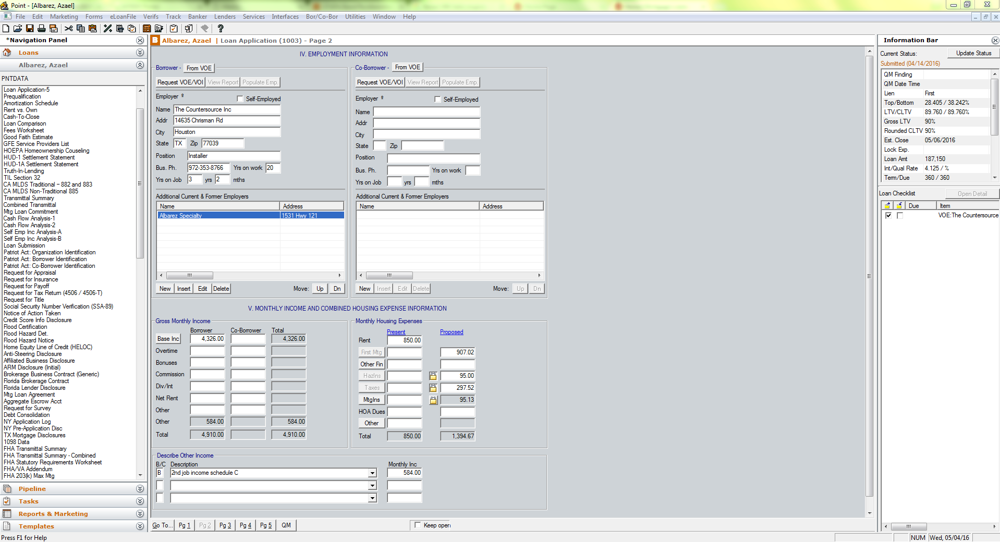 Point - [Albarez, Azael]
File Edit Marketing Forms eLoanFile Verifs Track Banker Lenders Services Interfaces Bor/Co-Bor Utilities Window Help
*Navigation Panel
Loans
Albarez, Azael
PNTDATA
Loan Application-5
Prequalification
Amortization Schedule
Rent vs. Own
Cash-To-Close
Loan Comparison
Fees Worksheet
Good Faith Estimate
GFE Service Providers List
HOEPA Homeownership Couseling
HUD-1 Settlement Statement
HUD-1A Settlement Statement
Truth-In-Lending
TIL Section 32
CA MLDS Traditional – 882 and 883
CA MLDS Non-Traditional 885
Transmittal Summary
Combined Transmittal
Mtg Loan Commitment
Cash Flow Analysis-1
Cash Flow Analysis-2
Self Emp Inc Analysis-A
Self Emp Inc Analysis-B
Loan Submission
Patriot Act: Organization Identification
Patriot Act: Borrower Identification
Patriot Act: Co-Borrower Identification
Request for Appraisal
Request for Insurance
Request for Payoff
Request for Tax Return (4506 / 4506-T)
Request for Title
Social Security Number Verification (SSA-89)
Notice of Action Taken
Credit Score Info Disclosure
Flood Certification
Flood Hazard Det.
Flood Hazard Notice
Home Equity Line of Credit (HELOC)
Anti-Steering Disclosure
Affiliated Business Disclosure
ARM Disclosure (Initial)
Brokerage Business Contract (Generic)
Florida Brokerage Contract
Florida Lender Disclosure
Mtg Loan Agreement
Aggregate Escrow Acct
Request for Survey
Debt Consolidation
NY Application Log
NY Pre-Application Disc
TX Mortgage Disclosures
1098 Data
FHA Transmittal Summary
FHA Transmittal Summary - Combined
FHA Statutory Requirements Worksheet
FHA/VA Addendum
FHA 203(k) Max Mtg
Pipeline
Tasks
Reports & Marketing
Templates
Press F1 for Help
B Albarez, Azael | Loan Application (1003) - Page 2
IV. EMPLOYMENT INFORMATION
Borrower - From VOE
Request VOE/VOI View Report Populate Emp.
Employer º Self-Employed
Name The Countersource Inc
Addr 14635 Chrisman Rd
City Houston
State TX Zip 77039
Position Installer
Bus. Ph. 972-353-8766 Yrs on work 20
Yrs on Job 3 yrs 2 mths
Additional Current & Former Employers
Name Address
Albarez Specialty 1531 Hwy 121
New Insert Edit Delete Move: Up Dn
Co-Borrower - From VOE
Request VOE/VOI View Report Populate Emp.
Employer º Self-Employed
Name
Addr
City
State Zip
Position
Bus. Ph. Yrs on work
Yrs on Job yrs mths
Additional Current & Former Employers
Name Address
New Insert Edit Delete Move: Up Dn
V. MONTHLY INCOME AND COMBINED HOUSING EXPENSE INFORMATION
Gross Monthly Income
Borrower Co-Borrower Total
Base Inc 4,326.00 4,326.00
Overtime
Bonuses
Commission
Div/Int
Net Rent
Other
Other 584.00 584.00
Total 4,910.00 4,910.00
Monthly Housing Expenses
Present Proposed
Rent 850.00
First Mtg 907.02
Other Fin
HazIns 95.00
Taxes 297.52
MtgIns 95.13
HOA Dues
Other
Total 850.00 1,394.67
Describe Other Income
B/C Description Monthly Inc
B 2nd job income schedule C 584.00
Go To... Pg 1 Pg 2 Pg 3 Pg 4 Pg 5 QM Keep open
Information Bar
Current Status: Update Status
Submitted (04/14/2016)
QM Finding
QM Date Time
Lien First
Top/Bottom 28.405 / 38.242%
LTV/CLTV 89.760 / 89.760%
Gross LTV 90%
Rounded CLTV 90%
Est. Close 05/06/2016
Lock Exp.
Loan Amt 187,150
Int/Qual Rate 4.125 / %
Term/Due 360 / 360
Loan Checklist Open Detail
Due Item
VOE:The Countersource
NUM Wed, 05/04/16